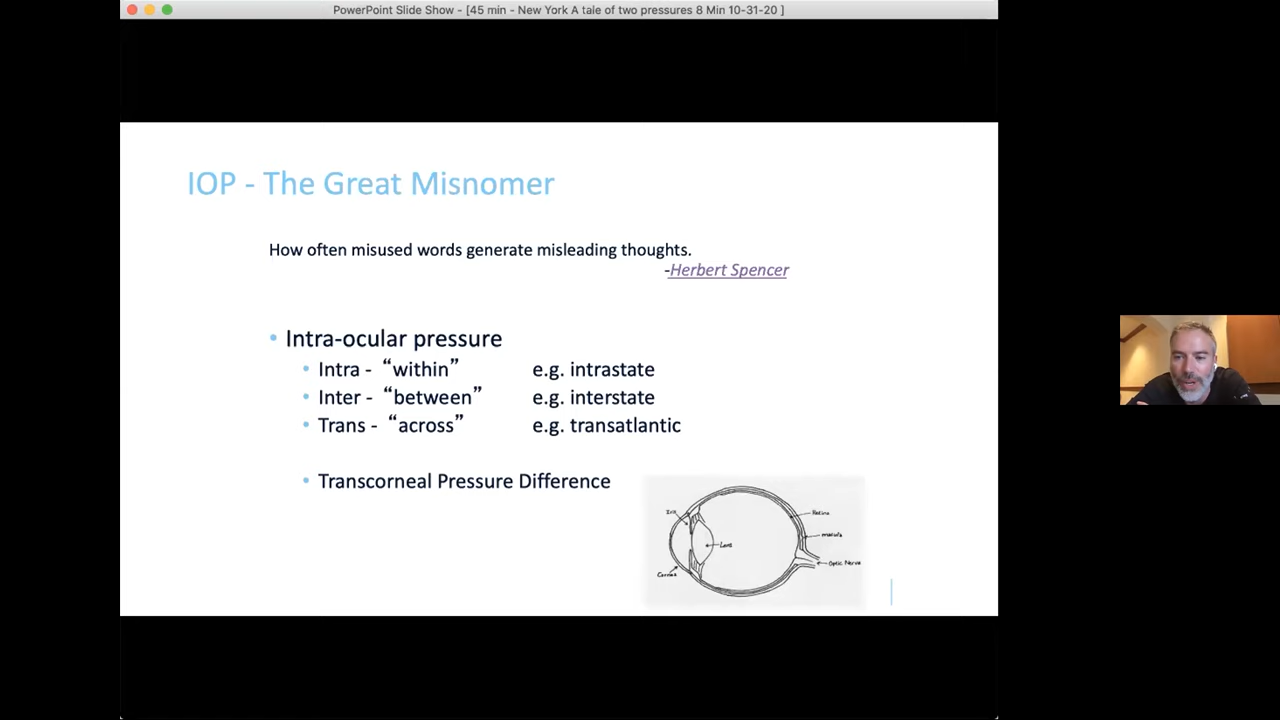 PowerPoint Slide Show - [45 min - New York A tale of two pressures 8 Min 10-31-20 ]
IOP - The Great Misnomer
How often misused words generate misleading thoughts.
-Herbert Spencer
• Intra-ocular pressure
• Intra - “within” e.g. intrastate
• Inter - “between” e.g. interstate
• Trans - “across” e.g. transatlantic
• Transcorneal Pressure Difference
Iris
Retina
macula
Lens
Optic Nerve
Cornea